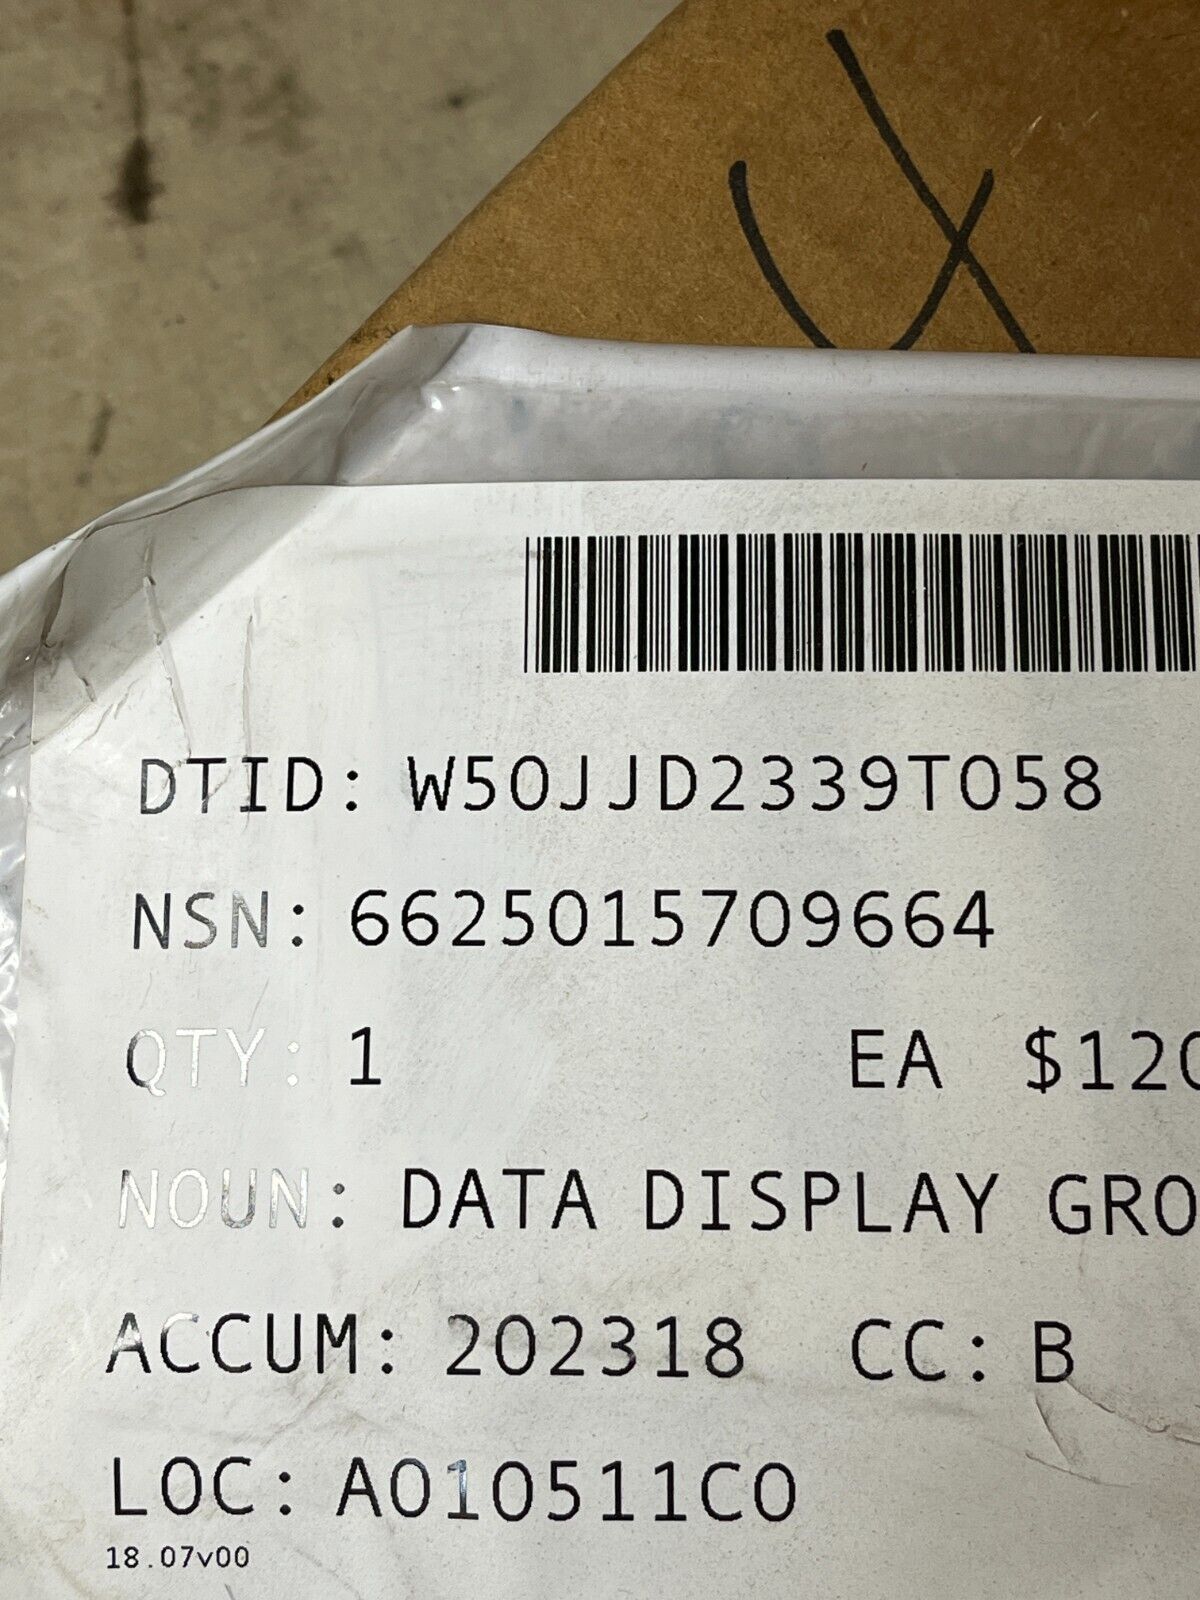 DTID: W50JJD2339T058
NSN: 6625015709664
QTY: 1 EA $120
NOUN: DATA DISPLAY GRO
ACCUM: 202318 CC: B
LOC: A010511C0
18.07v00